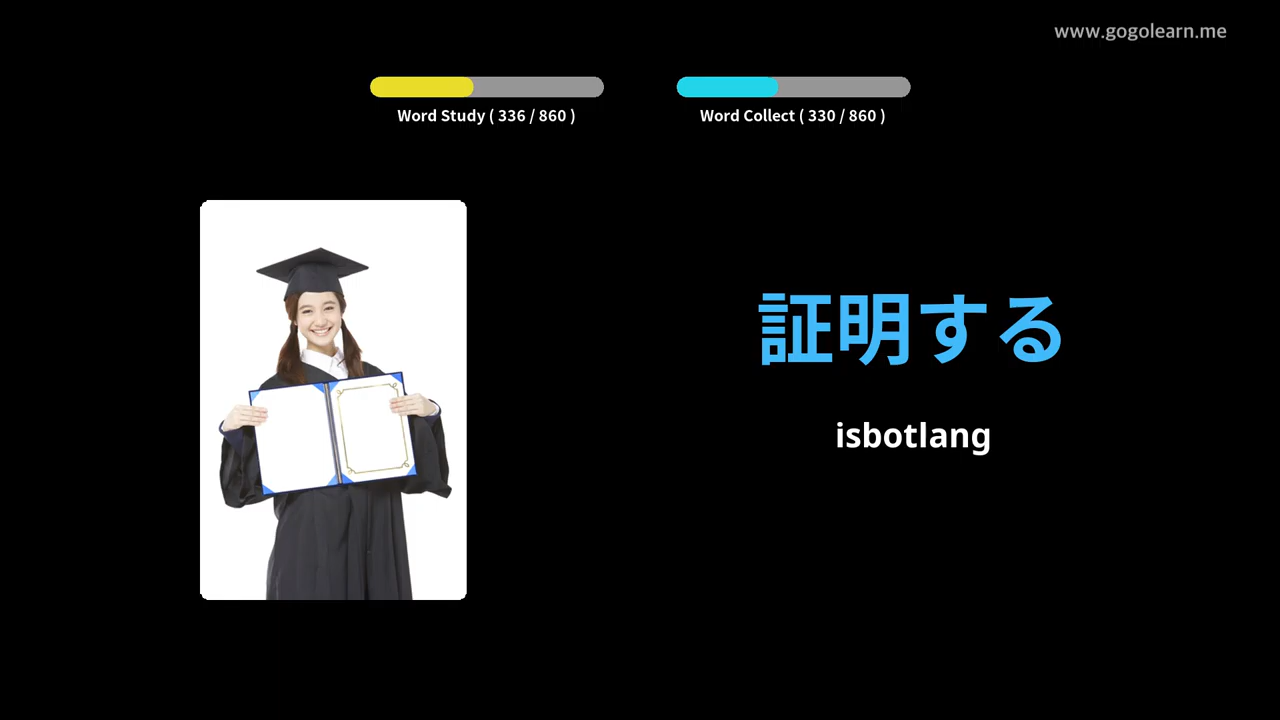 www.gogolearn.me
Word Study ( 336 / 860 )
Word Collect ( 330 / 860 )
証明する
isbotlang